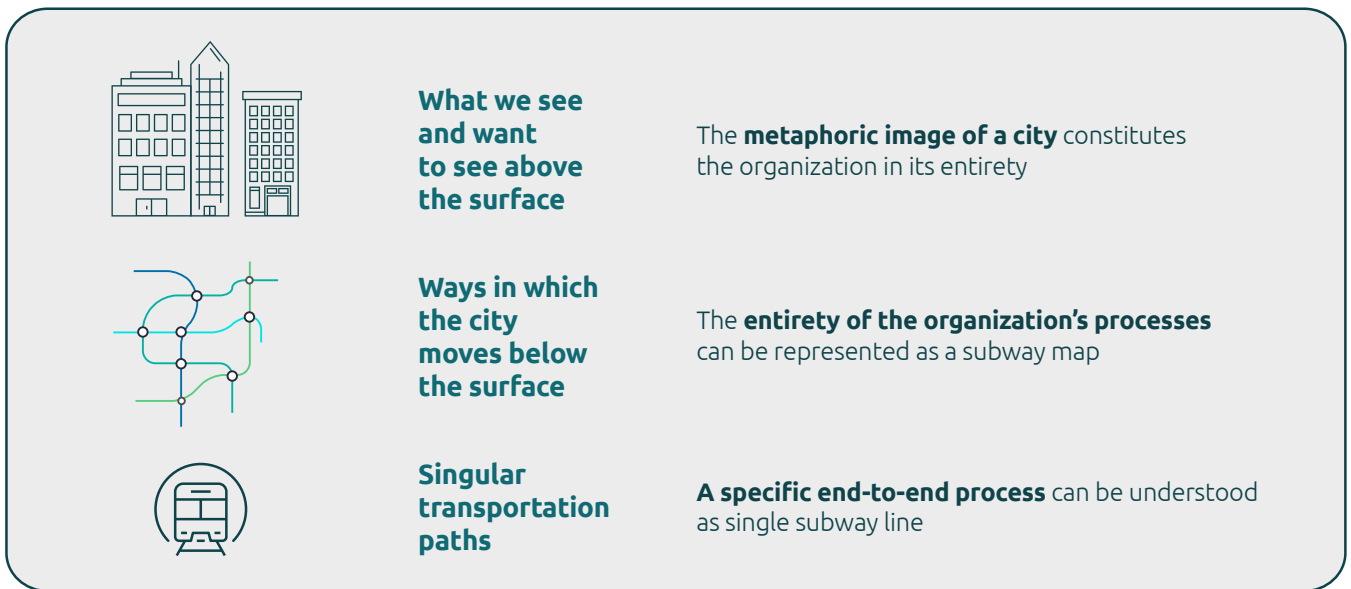 What we see
and want
to see above
the surface
The metaphoric image of a city constitutes
the organization in its entirety
Ways in which
the city
moves below
the surface
The entirety of the organization’s processes
can be represented as a subway map
Singular
transportation
paths
A specific end-to-end process can be understood
as single subway line